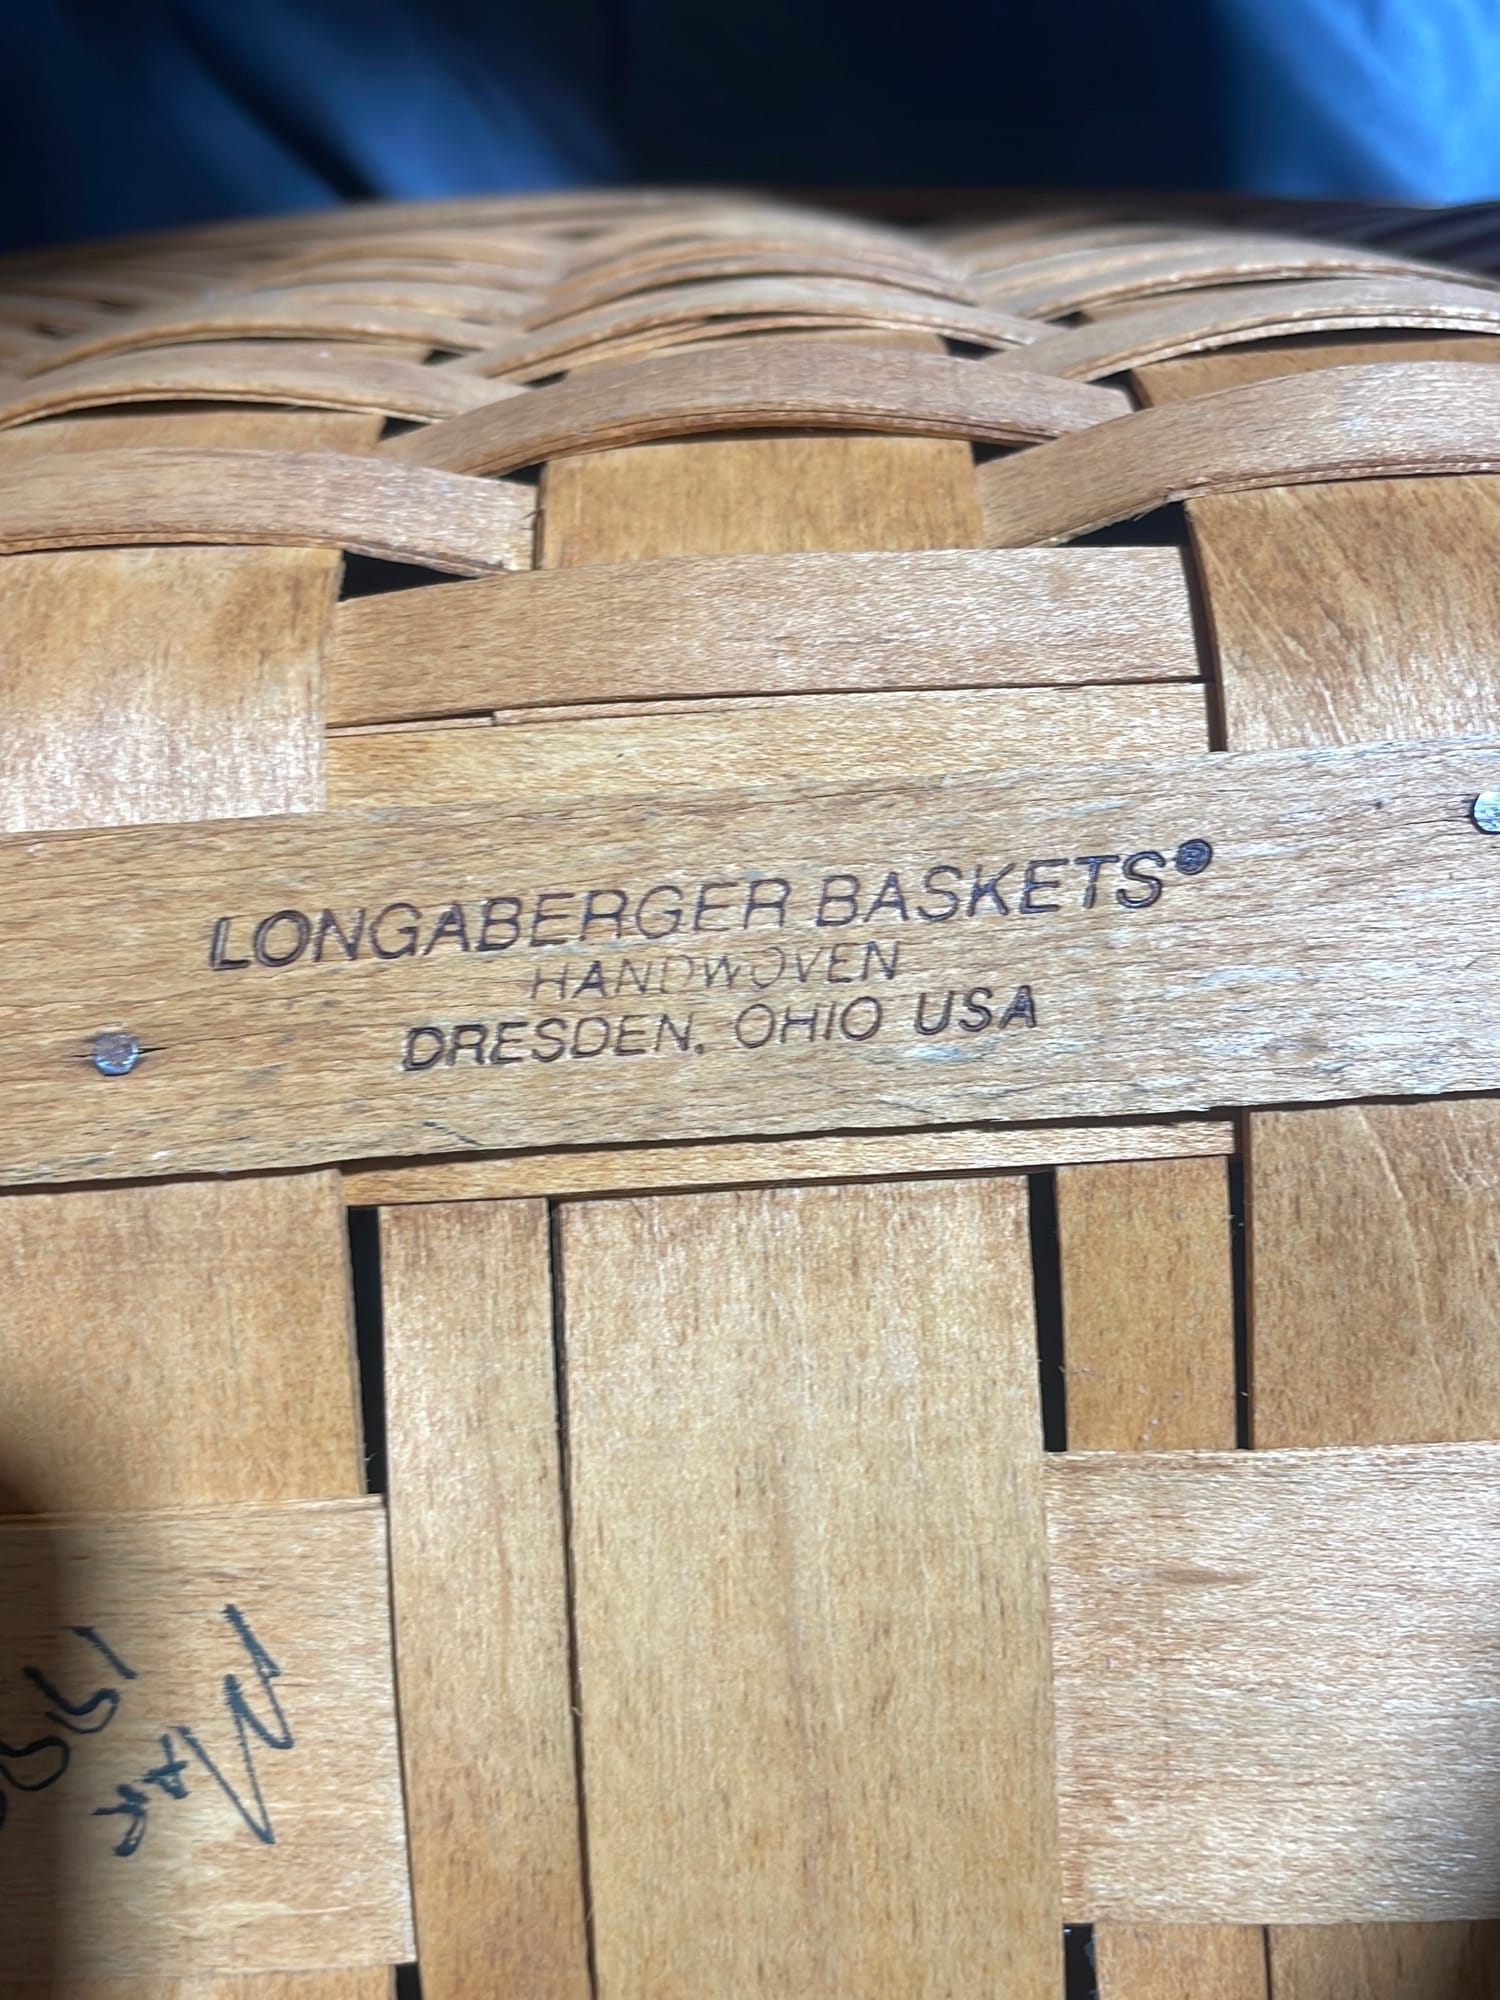 LONGABERGER BASKETS®
HANDWOVEN
DRESDEN, OHIO USA